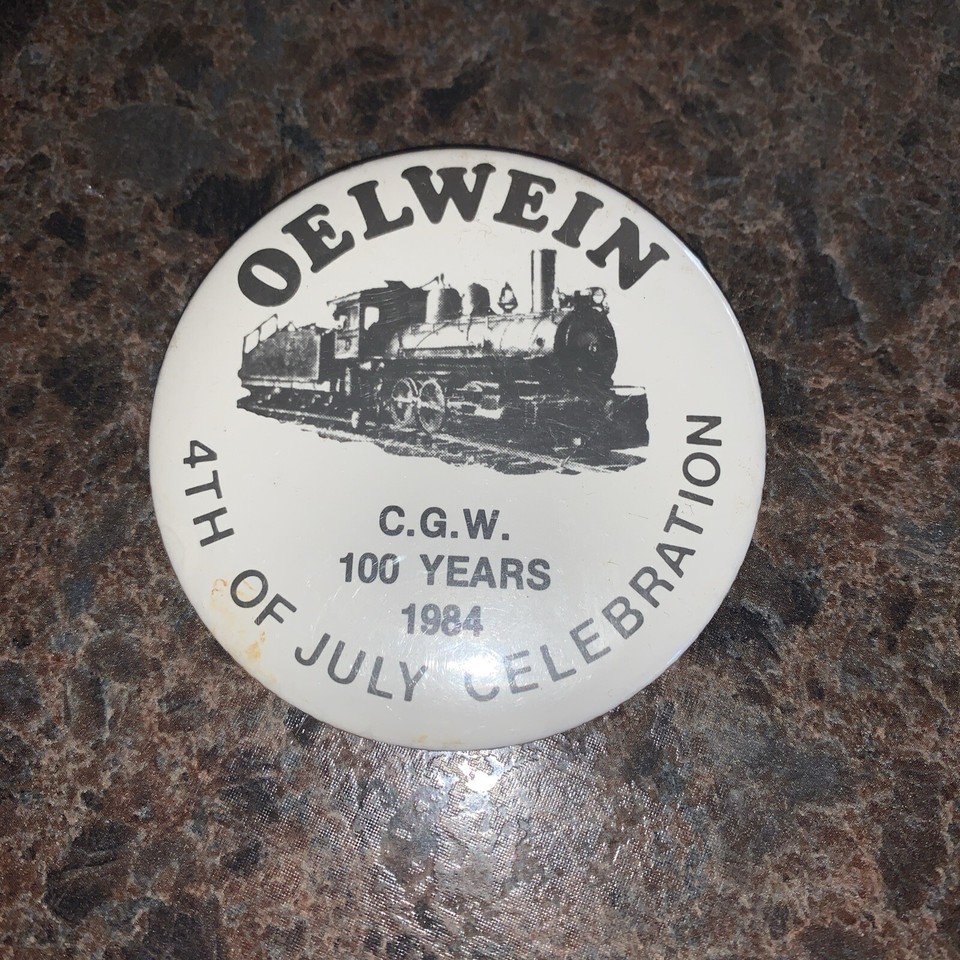 OELWEIN
C.G.W.
100 YEARS
1984
4TH OF JULY CELEBRATION